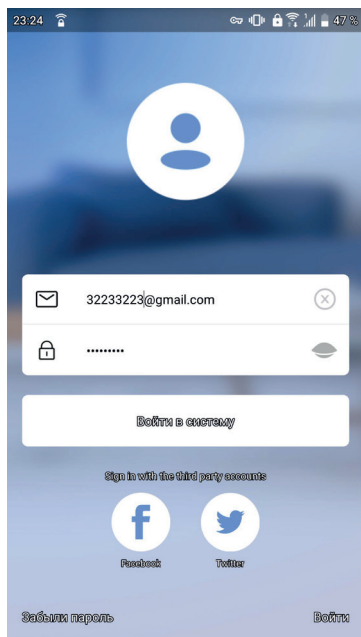 23:24 47 %
32233223@gmail.com
•••••••••
Войти в систему
Sign in with the third party accounts
Facebook Twitter
Забыли пароль Войти